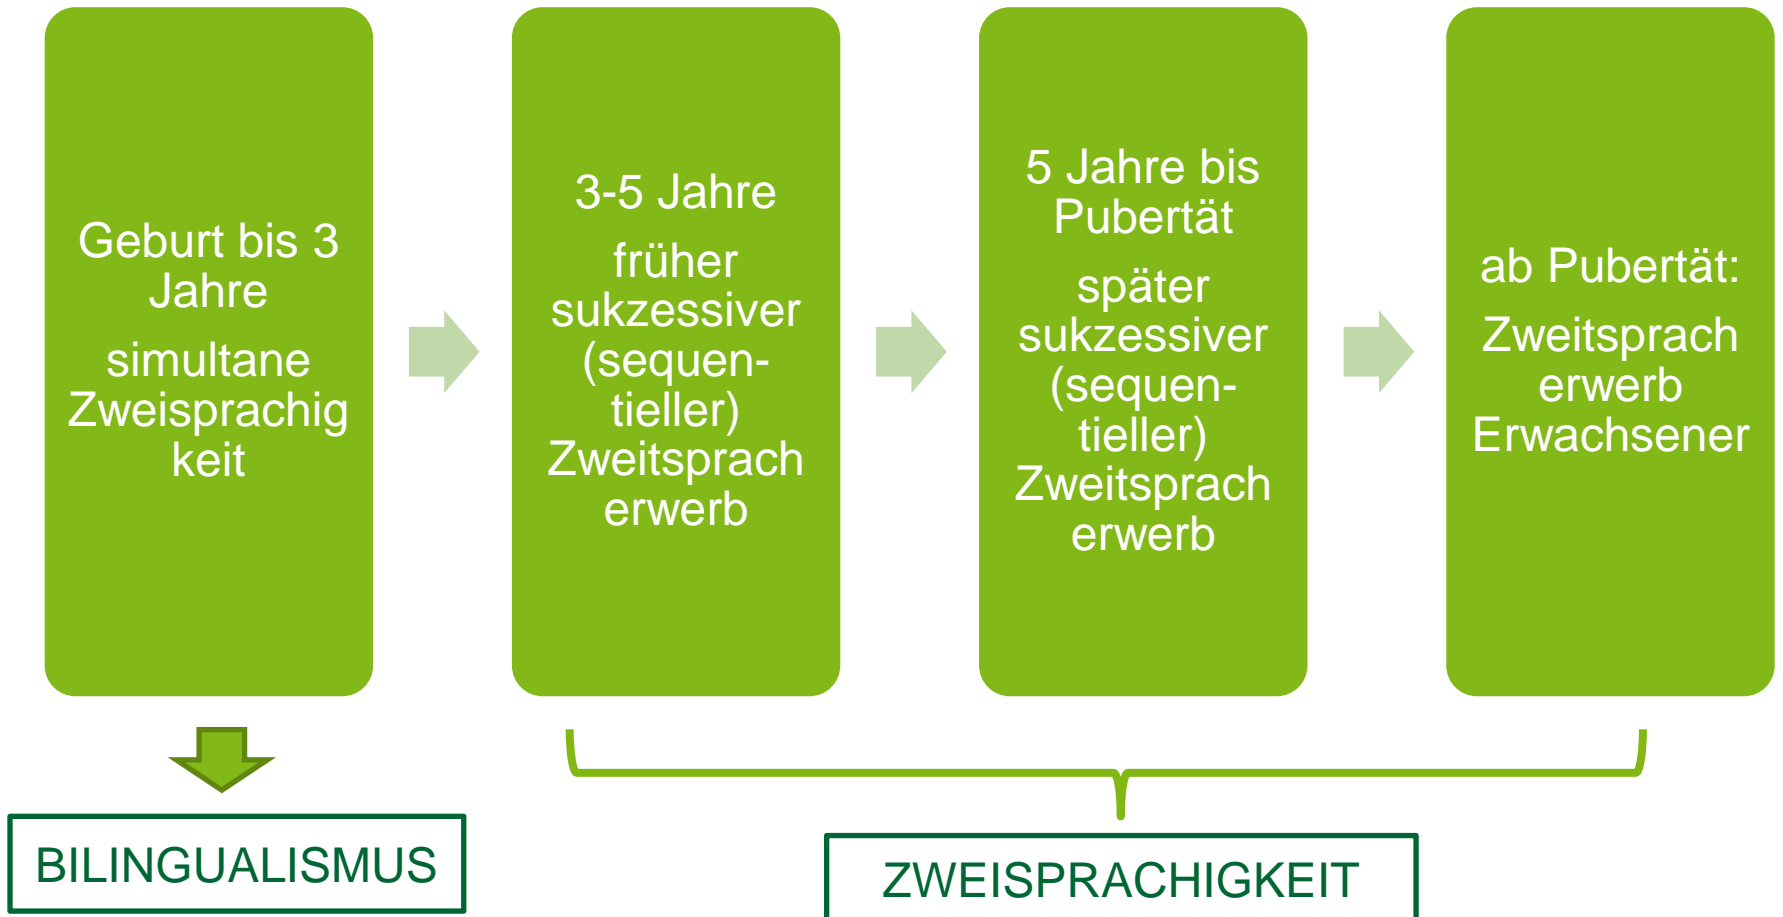 Geburt bis 3
Jahre
simultane
Zweisprachig
keit
3-5 Jahre
früher
sukzessiver
(sequen-
tieller)
Zweitsprach
erwerb
5 Jahre bis
Pubertät
später
sukzessiver
(sequen-
tieller)
Zweitsprach
erwerb
ab Pubertät:
Zweitsprach
erwerb
Erwachsener
BILINGUALISMUS
ZWEISPRACHIGKEIT